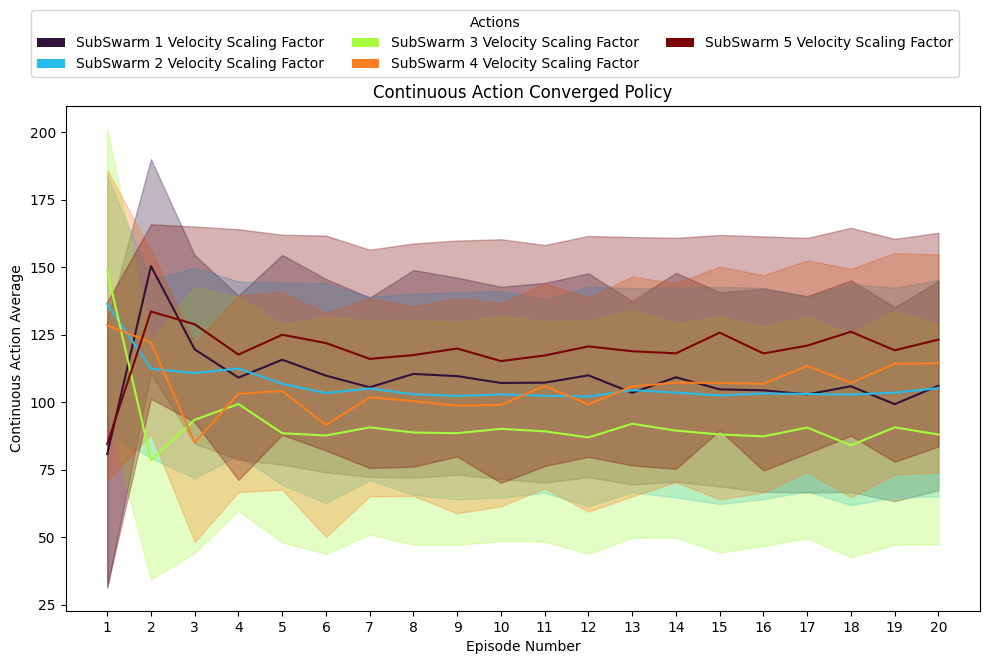 Actions
SubSwarm 1 Velocity Scaling Factor SubSwarm 3 Velocity Scaling Factor SubSwarm 5 Velocity Scaling Factor
SubSwarm 2 Velocity Scaling Factor SubSwarm 4 Velocity Scaling Factor
Continuous Action Converged Policy
200
175
150
125
100
75
50
25
Continuous Action Average
1 2 3 4 5 6 7 8 9 10 11 12 13 14 15 16 17 18 19 20
Episode Number